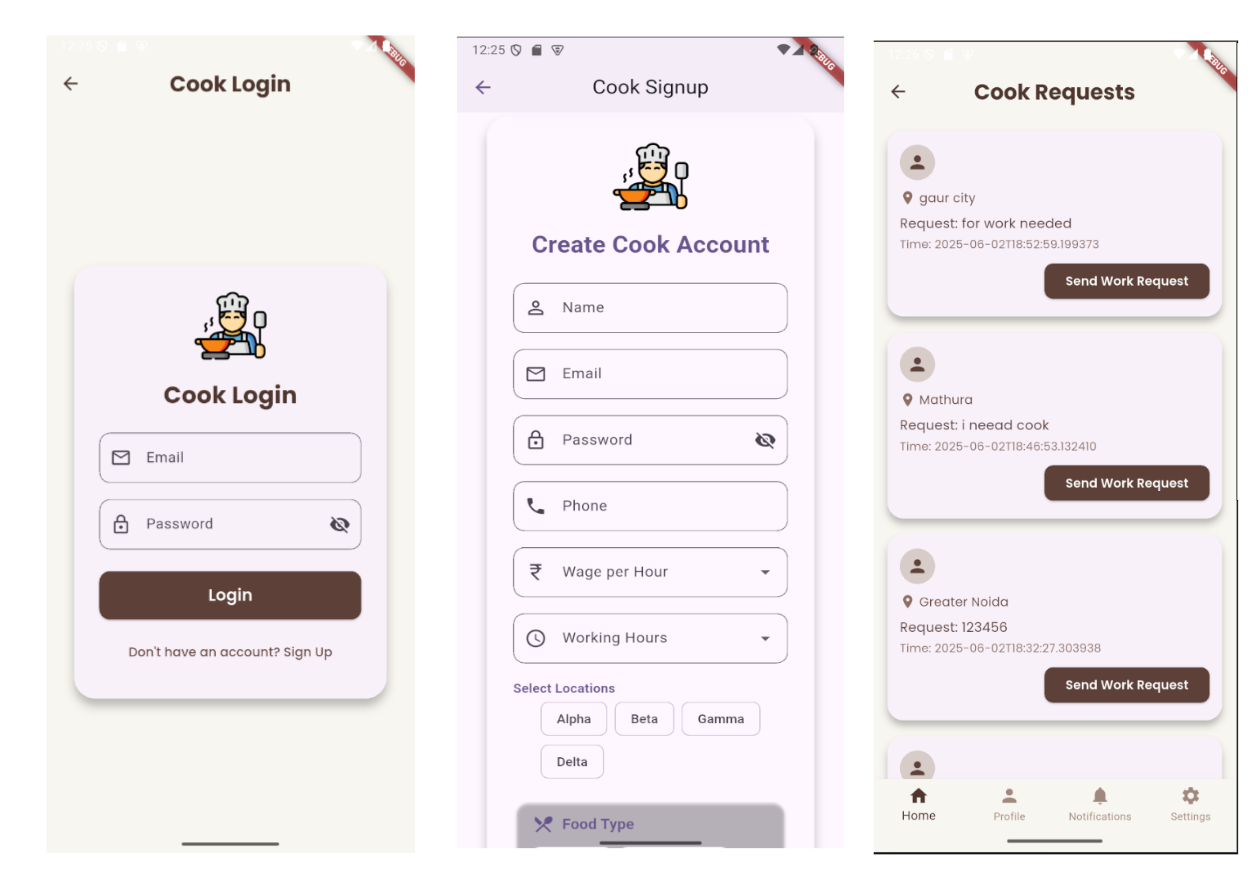 Cook Login
Cook Login
Email
Password
Login
Don't have an account? Sign Up
12:25
Cook Signup
Create Cook Account
Name
Email
Password
Phone
₹ Wage per Hour
Working Hours
Select Locations
Alpha Beta Gamma
Delta
Food Type
Cook Requests
gaur city
Request: for work needed
Time: 2025-06-02T18:52:59.199373
Send Work Request
Mathura
Request: i neead cook
Time: 2025-06-02T18:46:53.132410
Send Work Request
Greater Noida
Request: 123456
Time: 2025-06-02T18:32:27.303938
Send Work Request
Home Profile Notifications Settings